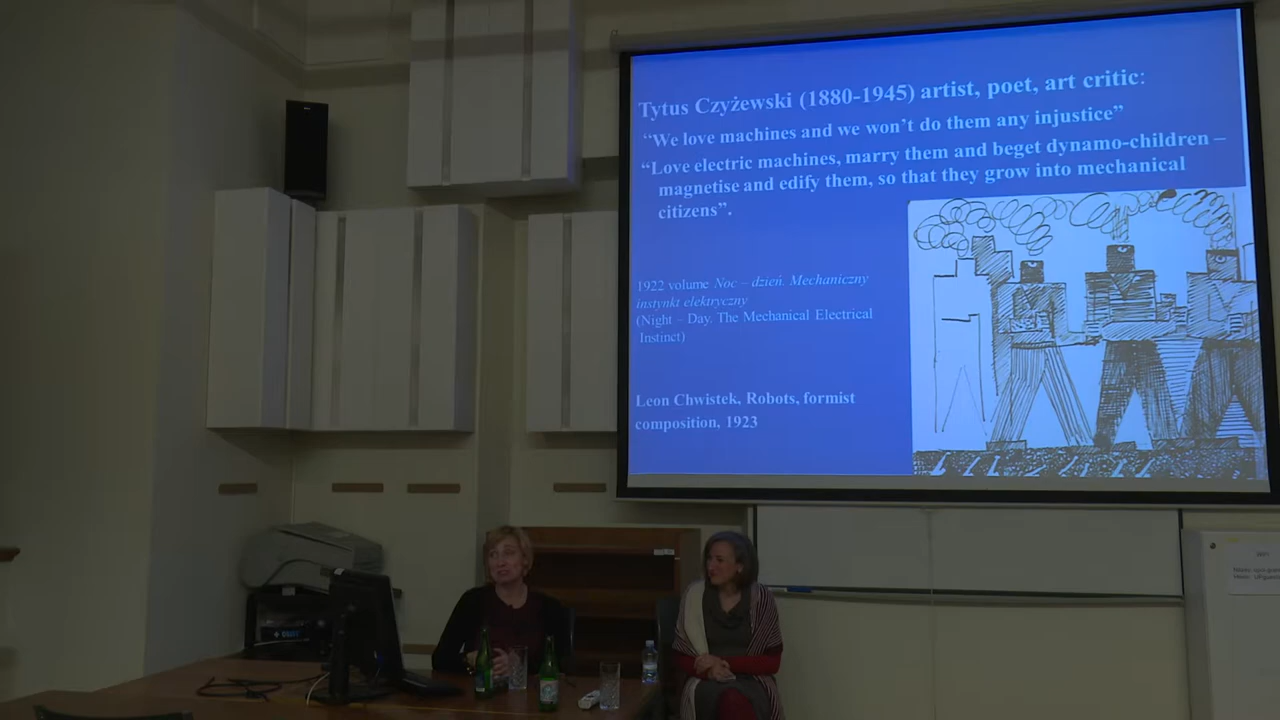 Tytus Czyżewski (1880-1945) artist, poet, art critic:
“We love machines and we won’t do them any injustice”
“Love electric machines, marry them and beget dynamo-children –
magnetise and edify them, so that they grow into mechanical
citizens”.
1922 volume Noc – dzień. Mechaniczny
instynkt elektryczny
(Night – Day. The Mechanical Electrical
Instinct)
Leon Chwistek, Robots, formist
composition, 1923